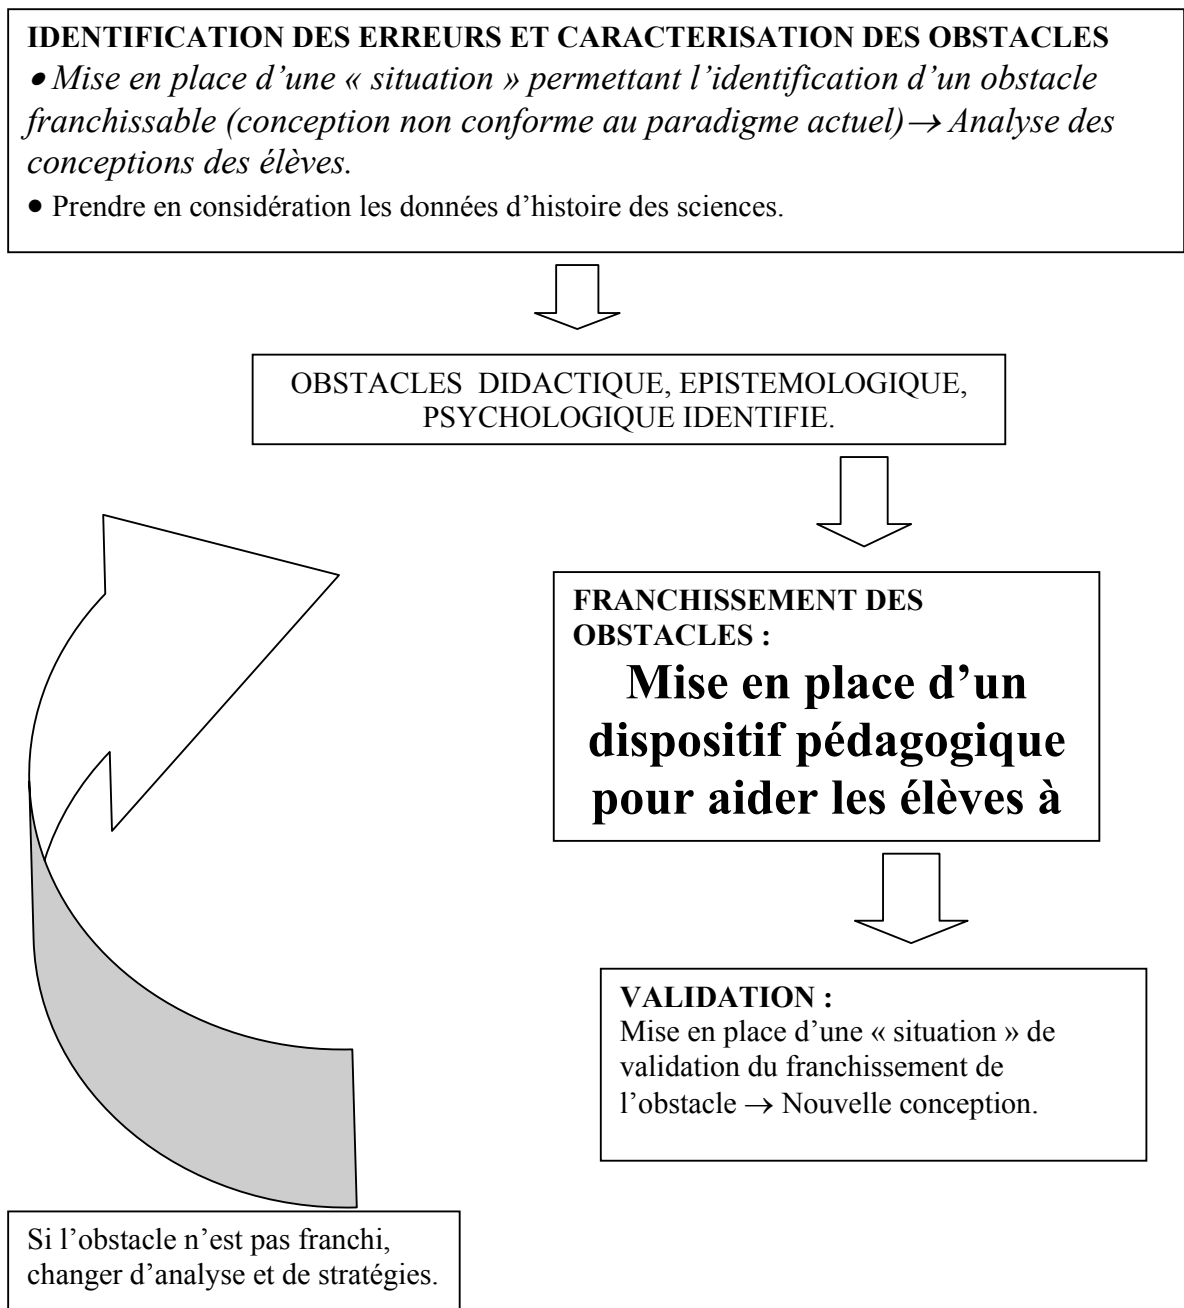 IDENTIFICATION DES ERREURS ET CARACTERISATION DES OBSTACLES
• Mise en place d’une « situation » permettant l’identification d’un obstacle
franchissable (conception non conforme au paradigme actuel)→ Analyse des
conceptions des élèves.
• Prendre en considération les données d’histoire des sciences.
OBSTACLES DIDACTIQUE, EPISTEMOLOGIQUE,
PSYCHOLOGIQUE IDENTIFIE.
FRANCHISSEMENT DES
OBSTACLES :
Mise en place d’un
dispositif pédagogique
pour aider les élèves à
VALIDATION :
Mise en place d’une « situation » de
validation du franchissement de
l’obstacle → Nouvelle conception.
Si l’obstacle n’est pas franchi,
changer d’analyse et de stratégies.